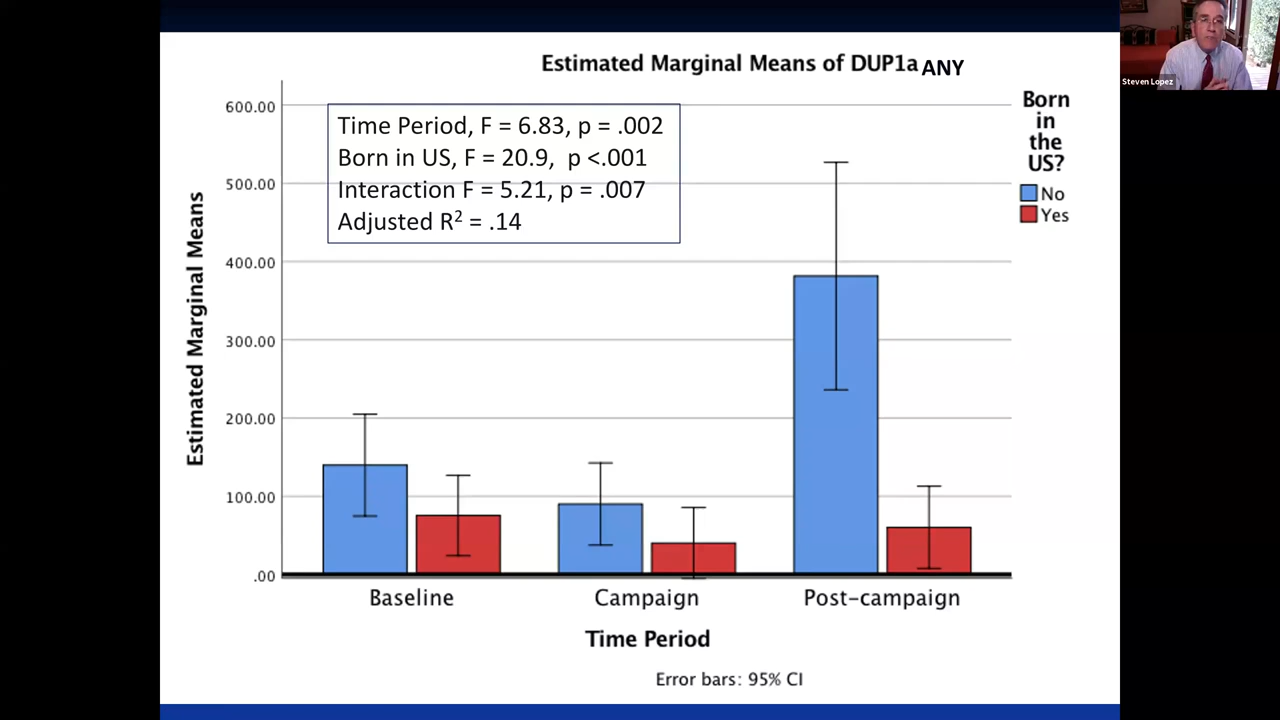 Steven Lopez
Estimated Marginal Means of DUP1a ANY
Time Period, F = 6.83, p = .002
Born in US, F = 20.9, p <.001
Interaction F = 5.21, p = .007
Adjusted R² = .14
Born
in
the
US?
No
Yes
Estimated Marginal Means
600.00
500.00
400.00
300.00
200.00
100.00
.00
Baseline
Campaign
Post-campaign
Time Period
Error bars: 95% CI